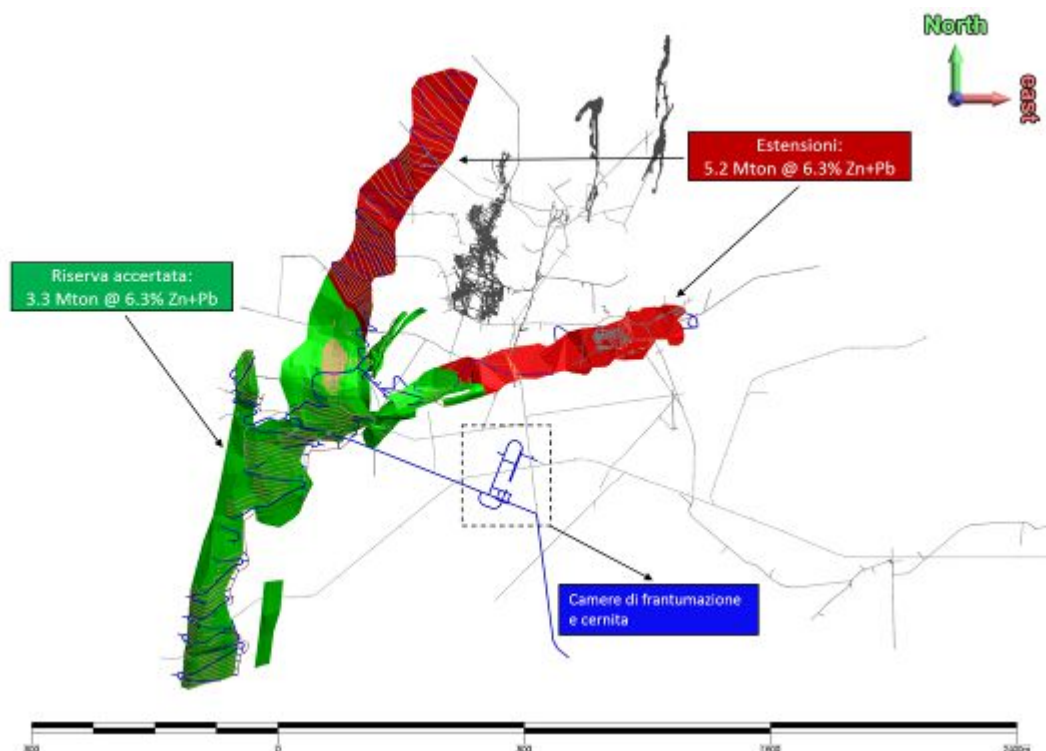 North
east
Estensioni:
5.2 Mton @ 6.3% Zn+Pb
Riserva accertata:
3.3 Mton @ 6.3% Zn+Pb
Camere di frantumazione
e cernita
0